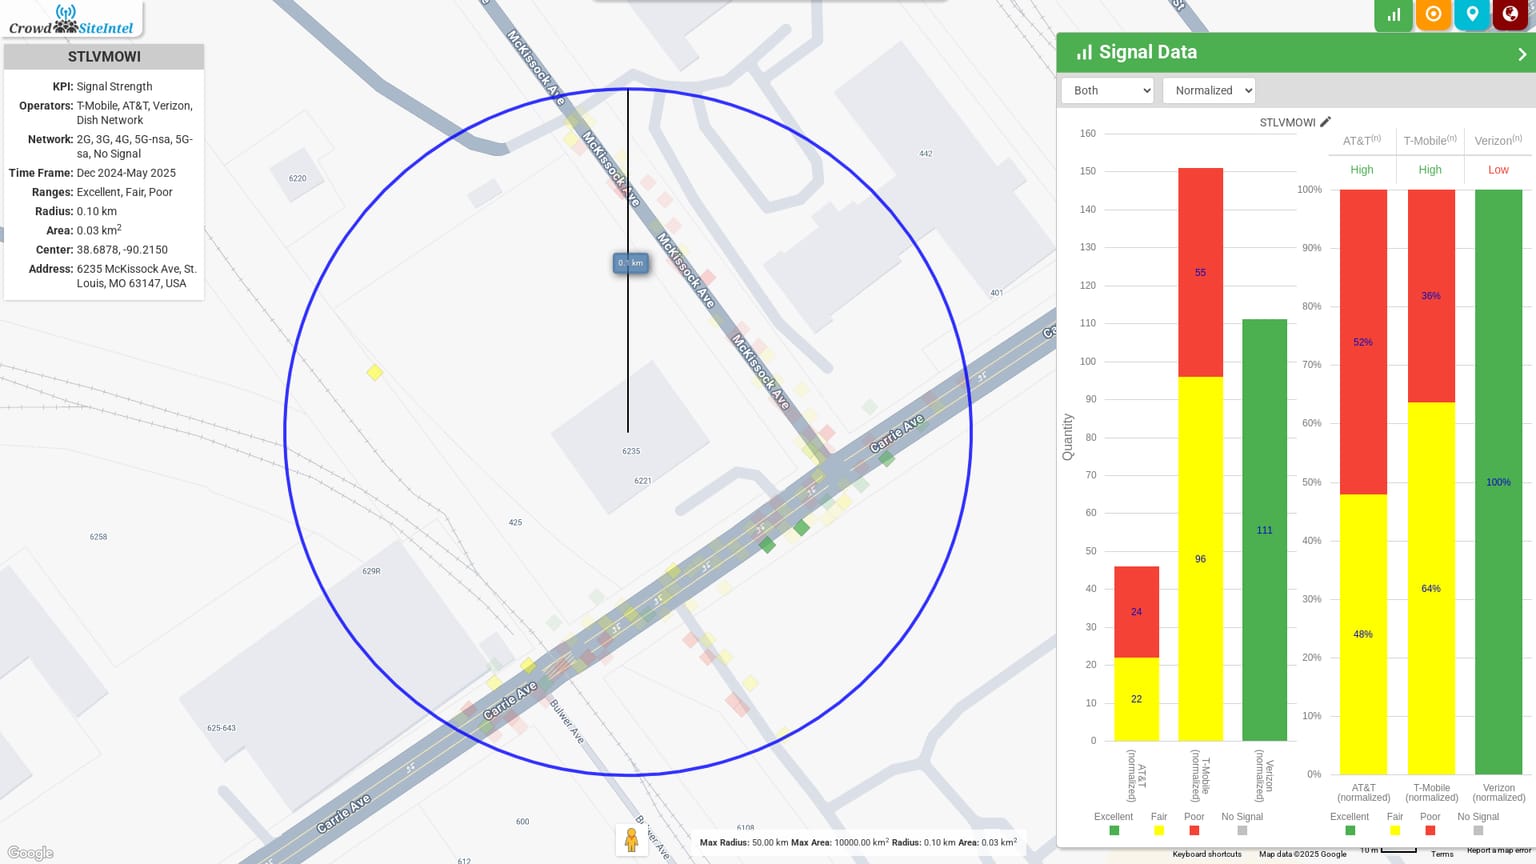 Crowd SiteIntel
STLVMOWI
KPI: Signal Strength
Operators: T-Mobile, AT&T, Verizon,
Dish Network
Network: 2G, 3G, 4G, 5G-nsa, 5G-
sa, No Signal
Time Frame: Dec 2024-May 2025
Ranges: Excellent, Fair, Poor
Radius: 0.10 km
Area: 0.03 km²
Center: 38.6878, -90.2150
Address: 6235 McKissock Ave, St.
Louis, MO 63147, USA
McKissock Ave
McKissock Ave
McKissock Ave
McKissock Ave
St
6220
442
401
0.1 km
6235
6221
425
6258
629R
625-643
600
612
6108
Carrie Ave
Carrie Ave
Carrie Ave
Ca
Bulwer Ave
Bulwer Ave
Google
Max Radius: 50.00 km Max Area: 10000.00 km² Radius: 0.10 km Area: 0.03 km²
Signal Data
Both
Normalized
STLVMOWI
160
150
140
130
120
110
100
90
80
70
60
50
40
30
20
10
0
Quantity
24
22
55
96
111
AT&T
(normalized)
T-Mobile
(normalized)
Verizon
(normalized)
Excellent Fair Poor No Signal
AT&T(n) T-Mobile(n) Verizon(n)
High High Low
100%
90%
80%
70%
60%
50%
40%
30%
20%
10%
0%
52%
48%
36%
64%
100%
AT&T
(normalized)
T-Mobile
(normalized)
Verizon
(normalized)
Excellent Fair Poor No Signal
Keyboard shortcuts Map data ©2025 Google 10 m Terms Report a map error